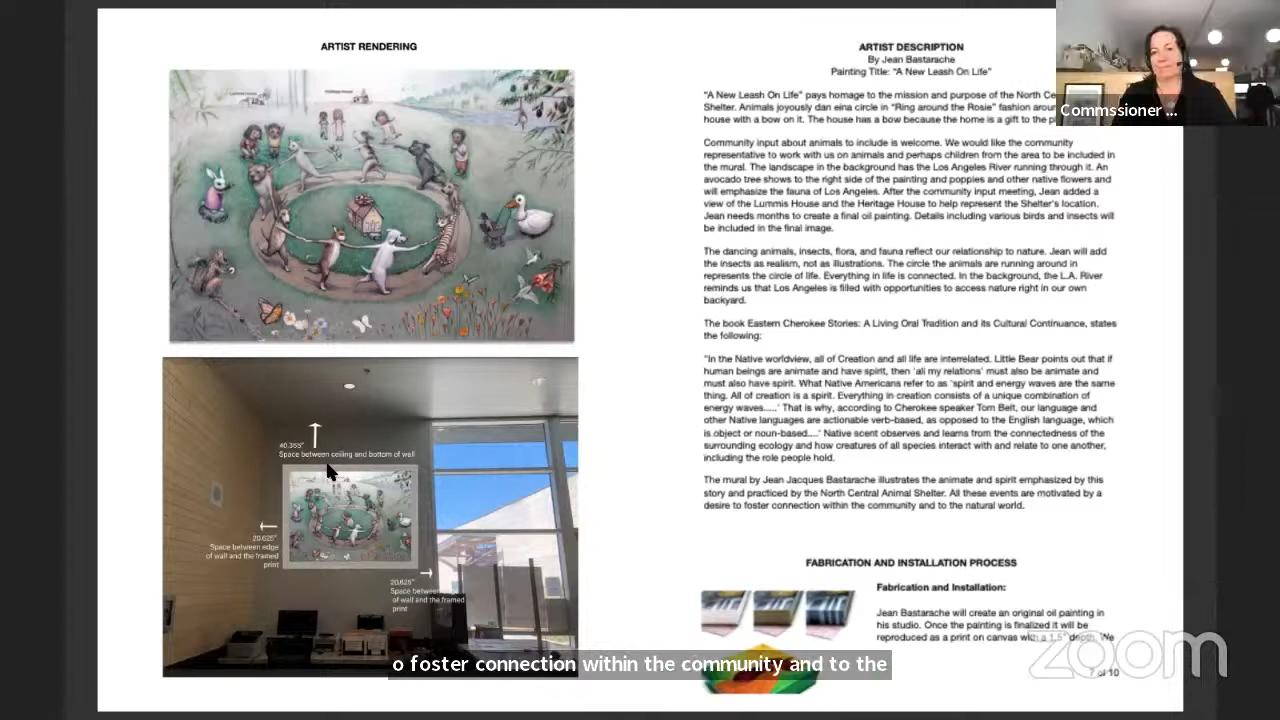 ARTIST RENDERING
Lummis House
Heritage House
40.355"
Space between ceiling and bottom of wall
20.625"
Space between edge
of wall and the framed
print
20.625"
Space between
of wall and the framed
print
ARTIST DESCRIPTION
By Jean Bastarache
Painting Title: "A New Leash On Life"
"A New Leash On Life" pays homage to the mission and purpose of the North Ce
Shelter. Animals joyously dan eina circle in "Ring around the Rosie" fashion aroun
house with a bow on it. The house has a bow because the home is a gift to the p
Community input about animals to include is welcome. We would like the community
representative to work with us on animals and perhaps children from the area to be included in
the mural. The landscape in the background has the Los Angeles River running through it. An
avocado tree shows to the right side of the painting and poppies and other native flowers and
will emphasize the fauna of Los Angeles. After the community input meeting, Jean added a
view of the Lummis House and the Heritage House to help represent the Shelter's location.
Jean needs months to create a final oil painting. Details including various birds and insects will
be included in the final image.
The dancing animals, insects, flora, and fauna reflect our relationship to nature. Jean will add
the insects as realism, not as illustrations. The circle the animals are running around in
represents the circle of life. Everything in life is connected. In the background, the L.A. River
reminds us that Los Angeles is filled with opportunities to access nature right in our own
backyard.
The book Eastern Cherokee Stories: A Living Oral Tradition and its Cultural Continuance, states
the following:
"In the Native worldview, all of Creation and all life are interrelated. Little Bear points out that if
human beings are animate and have spirit, then 'all my relations' must also be animate and
must also have spirit. What Native Americans refer to as 'spirit and energy waves are the same
thing. All of creation is a spirit. Everything in creation consists of a unique combination of
energy waves.....' That is why, according to Cherokee speaker Tom Belt, our language and
other Native languages are actionable verb-based, as opposed to the English language, which
is object or noun-based....' Native scent observes and learns from the connectedness of the
surrounding ecology and how creatures of all species interact with and relate to one another,
including the role people hold.
The mural by Jean Jacques Bastarache illustrates the animate and spirit emphasized by this
story and practiced by the North Central Animal Shelter. All these events are motivated by a
desire to foster connection within the community and to the natural world.
FABRICATION AND INSTALLATION PROCESS
Fabrication and Installation:
Jean Bastarache will create an original oil painting in
his studio. Once the painting is finalized it will be
reproduced as a print on canvas with a 1.5" depth. We
7 of 10
Commssioner ...
o foster connection within the community and to the
zoom